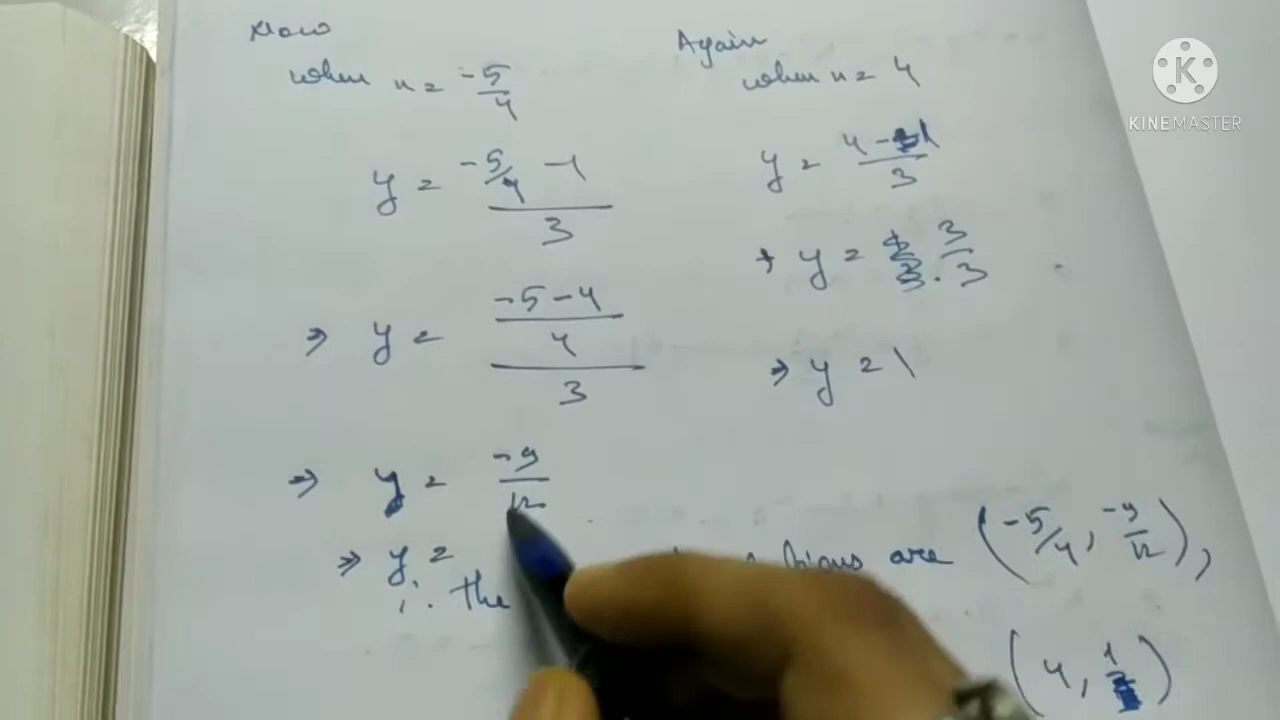 Now
when x = -5/4
y = (-5/4 - 1)/3
⇒ y = ((-5-4)/4)/3
⇒ y = -9/12
⇒ y =
∴ the
are (-5/4, -9/12),
(4, 1)
Again
when x = 4
y = (4-1)/3
⇒ y = 3/3
⇒ y = 1
KINEMASTER